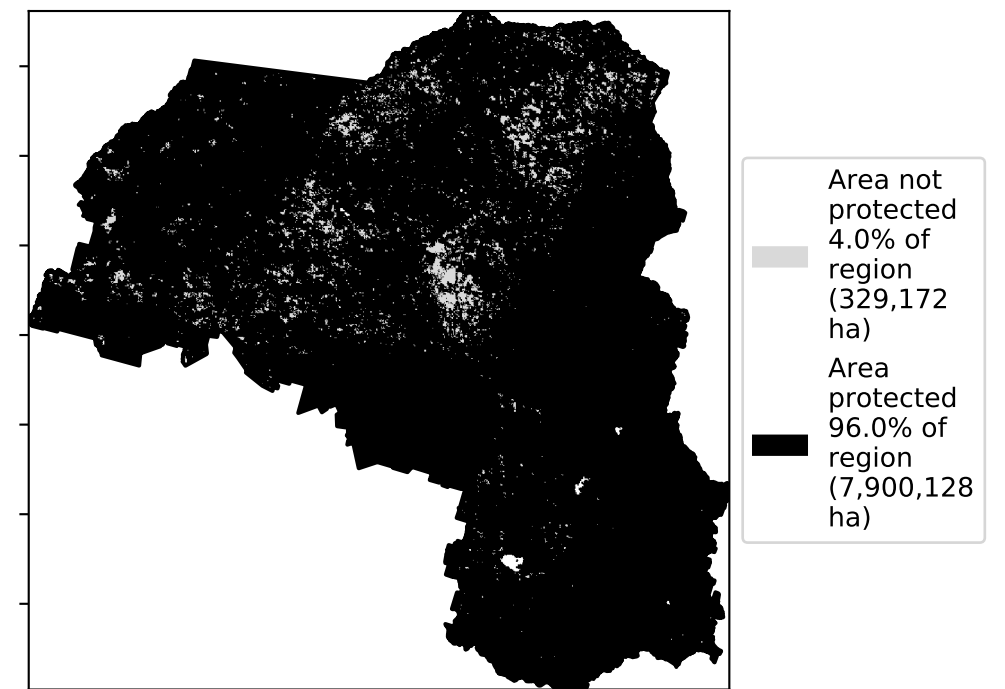 Area not
protected
4.0% of
region
(329,172
ha)
Area
protected
96.0% of
region
(7,900,128
ha)